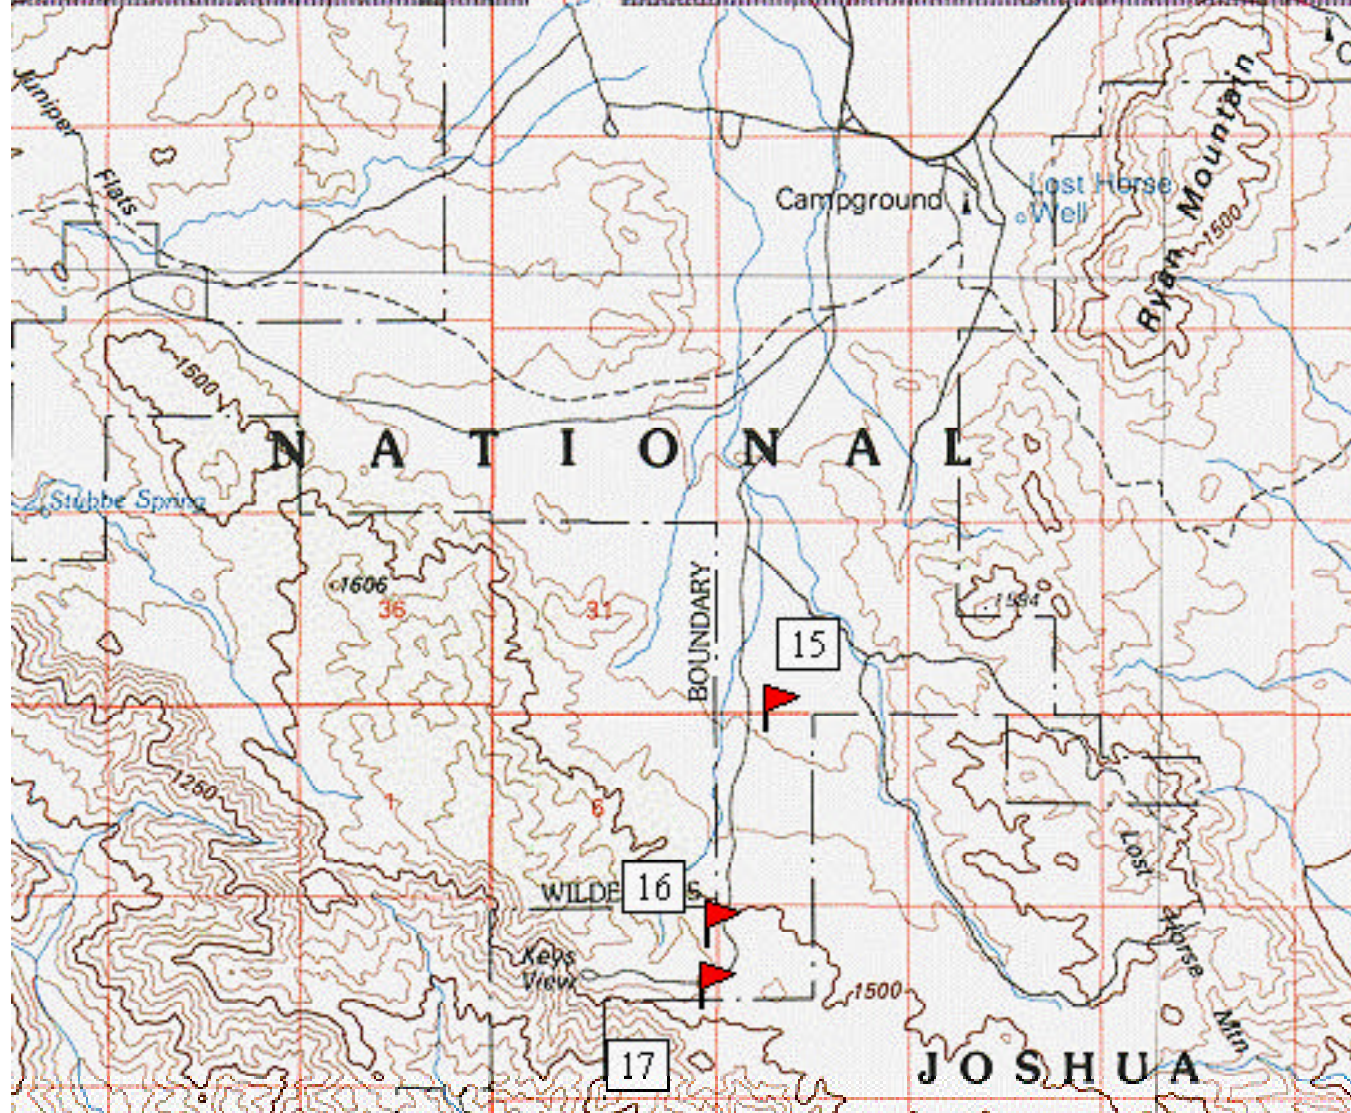 Juniper
Flats
Campground
Lost Horse
Well
Ryan Mountain
1500
1500
NATIONAL
Stubbe Spring
1606
36
31
BOUNDARY
1594
15
1250
1
6
Lost
Horse
Mtn
WILDE
S
16
Keys
View
1500
17
JOSHUA